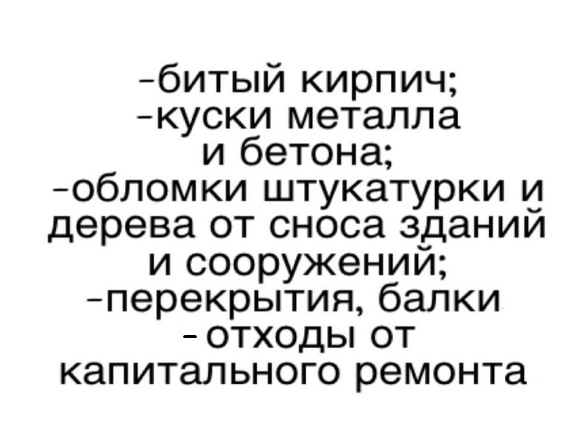 -битый кирпич;
-куски металла
и бетона;
-обломки штукатурки и
дерева от сноса зданий
и сооружений;
-перекрытия, балки
- отходы от
капитального ремонта